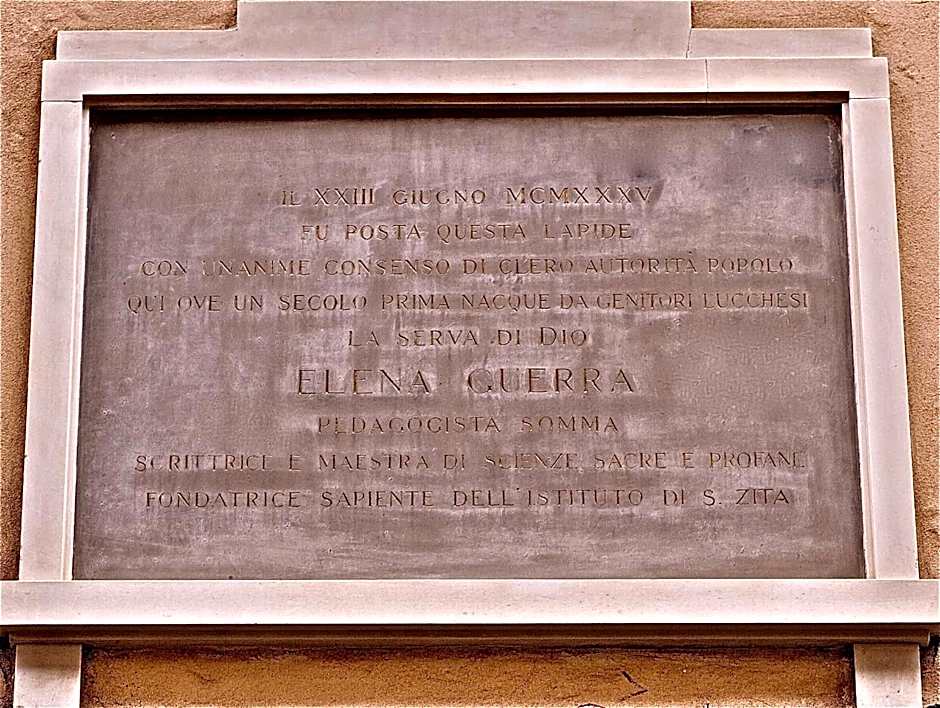 IL XXIII GIUGNO MCMXXXV
FU POSTA QUESTA LAPIDE
CON UNANIME CONSENSO DI CLERO AUTORITÀ POPOLO
QUI OVE UN SECOLO PRIMA NACQUE DA GENITORI LUCCHESI
LA SERVA DI DIO
ELENA GUERRA
PEDAGOGISTA SOMMA
SCRITTRICE E MAESTRA DI SCIENZE SACRE E PROFANE
FONDATRICE SAPIENTE DELL'ISTITUTO DI S. ZITA